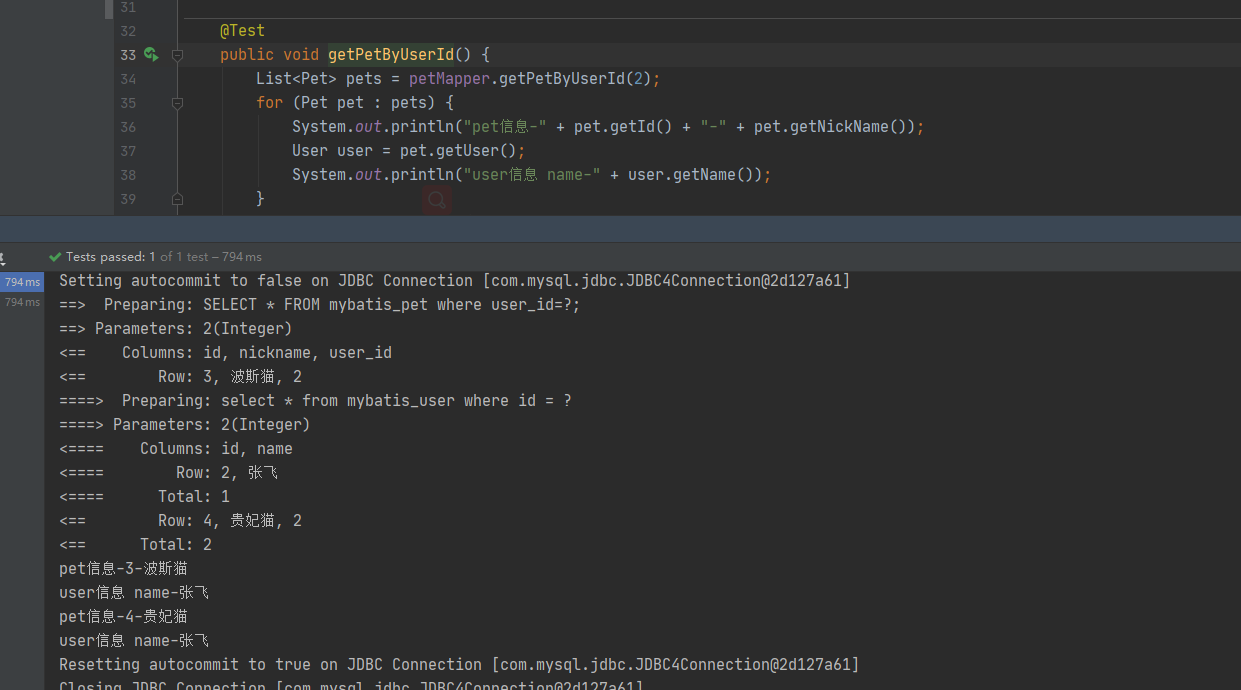 31
32 @Test
33 public void getPetByUserId() {
34 List<Pet> pets = petMapper.getPetByUserId(2);
35 for (Pet pet : pets) {
36 System.out.println("pet信息-" + pet.getId() + "-" + pet.getNickName());
37 User user = pet.getUser();
38 System.out.println("user信息 name-" + user.getName());
39 }
Tests passed: 1 of 1 test – 794 ms
794 ms Setting autocommit to false on JDBC Connection [com.mysql.jdbc.JDBC4Connection@2d127a61]
794 ms ==>  Preparing: SELECT * FROM mybatis_pet where user_id=?;
==> Parameters: 2(Integer)
<==    Columns: id, nickname, user_id
<==        Row: 3, 波斯猫, 2
====>  Preparing: select * from mybatis_user where id = ?
====> Parameters: 2(Integer)
<====    Columns: id, name
<====        Row: 2, 张飞
<====      Total: 1
<==        Row: 4, 贵妃猫, 2
<==      Total: 2
pet信息-3-波斯猫
user信息 name-张飞
pet信息-4-贵妃猫
user信息 name-张飞
Resetting autocommit to true on JDBC Connection [com.mysql.jdbc.JDBC4Connection@2d127a61]
Closing JDBC Connection [com.mysql.jdbc.JDBC4Connection@2d127a61]